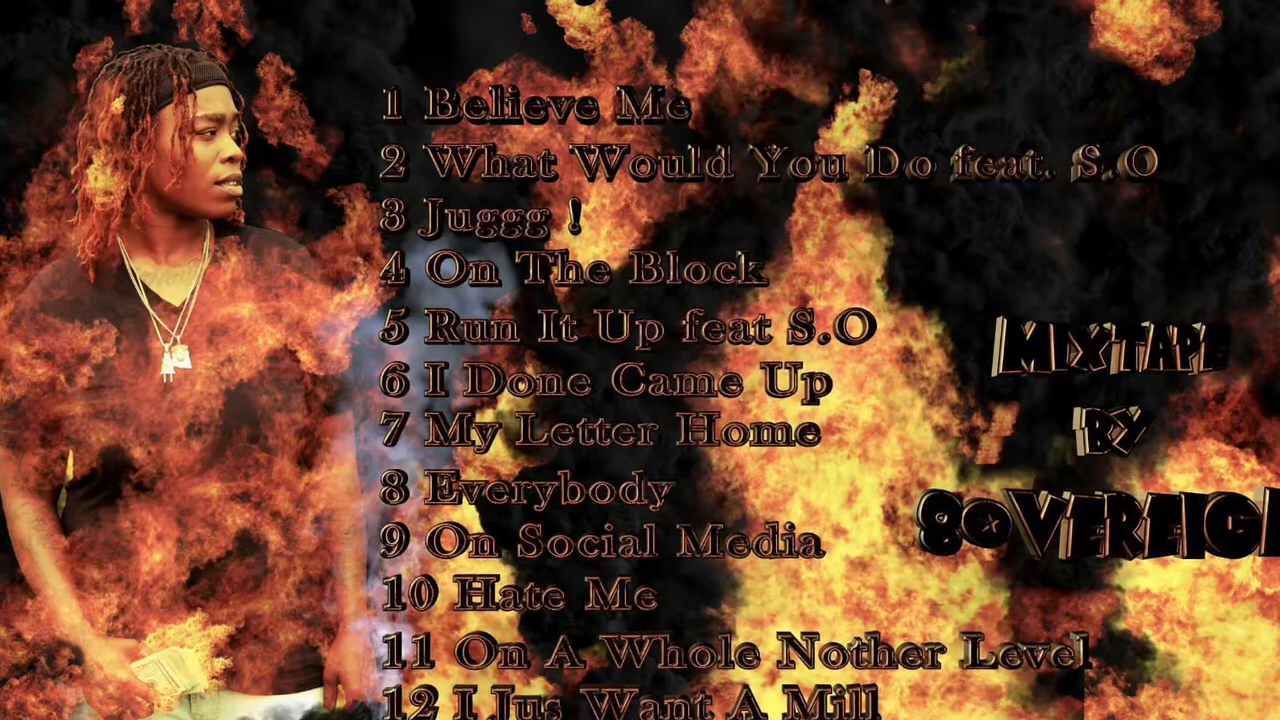 1 Believe Me
2 What Would You Do feat. S.O
3 Juggg !
4 On The Block
5 Run It Up feat S.O
6 I Done Came Up
7 My Letter Home
8 Everybody
9 On Social Media
10 Hate Me
11 On A Whole Nother Level
12 I Jus Want A Mill
MIXTAPE
BY